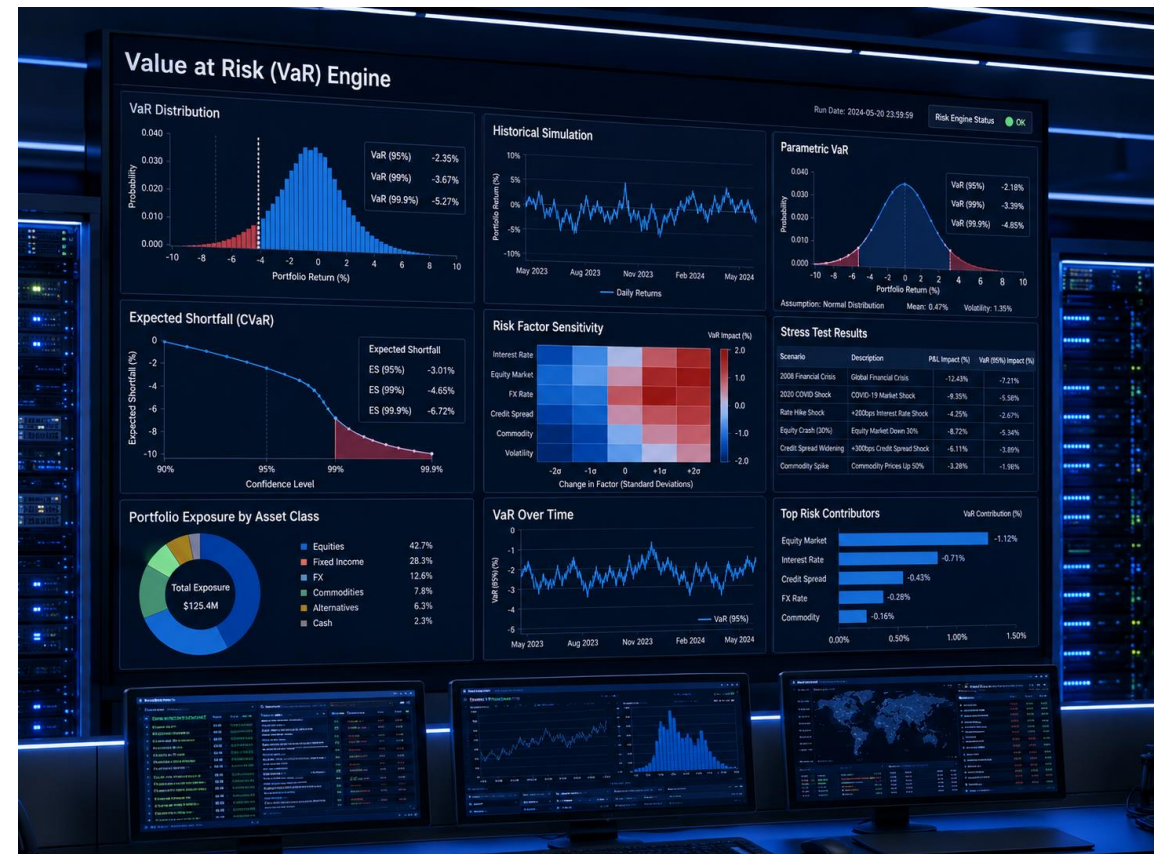 Value at Risk (VaR) Engine
Run Date: 2024-05-20 23:59:59
Risk Engine Status OK
VaR Distribution
0.040
0.030
0.020
0.010
0.000
Probability
-10 -8 -6 -4 -2 0 2 4 6 8 10
Portfolio Return (%)
VaR (95%) -2.35%
VaR (99%) -3.67%
VaR (99.9%) -5.27%
Historical Simulation
10%
5%
0%
-5%
-10%
Portfolio Return (%)
May 2023 Aug 2023 Nov 2023 Feb 2024 May 2024
Daily Returns
Parametric VaR
0.040
0.030
0.020
0.010
0.000
Probability
-10 -8 -6 -4 -2 0 2 4 6 8 10
Portfolio Return (%)
VaR (95%) -2.18%
VaR (99%) -3.39%
VaR (99.9%) -4.85%
Assumption: Normal Distribution Mean: 0.47% Volatility: 1.35%
Expected Shortfall (CVaR)
0
-2
-4
-6
-8
-10
Expected Shortfall (%)
90% 95% 99% 99.9%
Confidence Level
Expected Shortfall
ES (95%) -3.01%
ES (99%) -4.65%
ES (99.9%) -6.72%
Risk Factor Sensitivity
VaR Impact (%)
Interest Rate
Equity Market
FX Rate
Credit Spread
Commodity
Volatility
-2σ -1σ 0 +1σ +2σ
Change in Factor (Standard Deviations)
2.0
1.0
0.0
-1.0
-2.0
Stress Test Results
Scenario Description P&L Impact (%) VaR (95%) Impact (%)
2008 Financial Crisis Global Financial Crisis -12.43% -7.21%
2020 COVID Shock COVID-19 Market Shock -9.35% -5.58%
Rate Hike Shock +200bps Interest Rate Shock -4.25% -2.67%
Equity Crash (30%) Equity Market Down 30% -8.72% -5.34%
Credit Spread Widening +300bps Credit Spread Shock -6.11% -3.89%
Commodity Spike Commodity Prices Up 50% -3.28% -1.98%
Portfolio Exposure by Asset Class
Total Exposure
$125.4M
Equities 42.7%
Fixed Income 28.3%
FX 12.6%
Commodities 7.8%
Alternatives 6.3%
Cash 2.3%
VaR Over Time
0
-1
-2
-3
-4
-5
VaR (95%) (%)
May 2023 Aug 2023 Nov 2023 Feb 2024 May 2024
VaR (95%)
Top Risk Contributors
VaR Contribution (%)
Equity Market -1.12%
Interest Rate -0.71%
Credit Spread -0.43%
FX Rate -0.28%
Commodity -0.16%
0.00% 0.50% 1.00% 1.50%